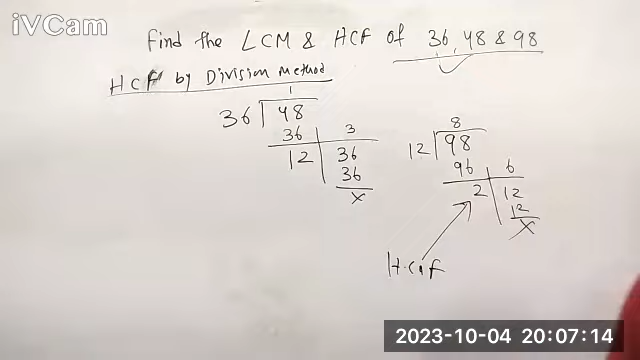 iVCam
Find the LCM & HCF of 36, 48 & 98
HCF by Division Method
1
36 48
36 3
12 36
36
x
8
12 98
96 6
2 12
12
x
H.C.F
2023-10-04 20:07:14